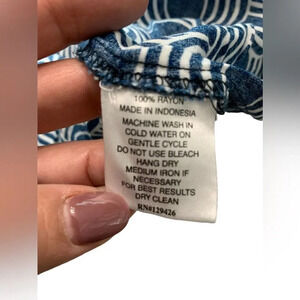 100% RAYON
MADE IN INDONESIA
MACHINE WASH IN
COLD WATER ON
GENTLE CYCLE
DO NOT USE BLEACH
HANG DRY
MEDIUM IRON IF
NECESSARY
FOR BEST RESULTS
DRY CLEAN
RN#129426